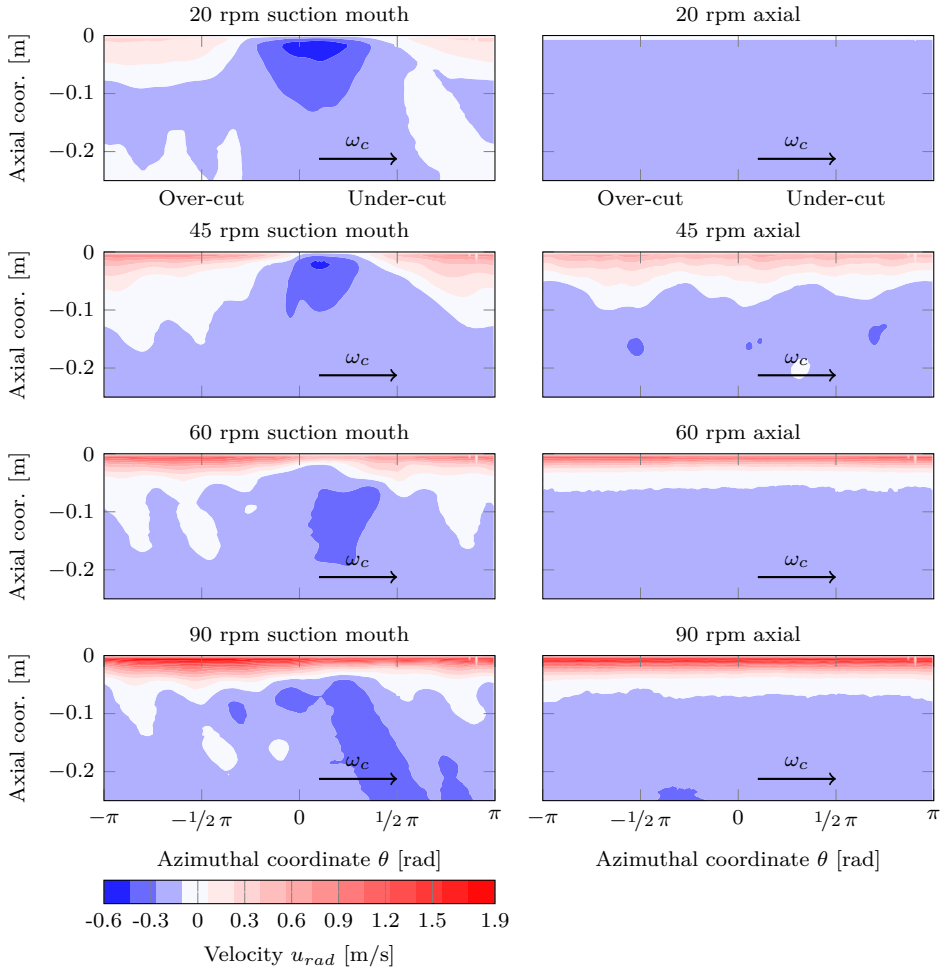 20 rpm suction mouth
20 rpm axial
Axial coor. [m]
0
−0.1
−0.2
ω_c
ω_c
Over-cut Under-cut
Over-cut Under-cut
45 rpm suction mouth
45 rpm axial
Axial coor. [m]
0
−0.1
−0.2
ω_c
ω_c
60 rpm suction mouth
60 rpm axial
Axial coor. [m]
0
−0.1
−0.2
ω_c
ω_c
90 rpm suction mouth
90 rpm axial
Axial coor. [m]
0
−0.1
−0.2
ω_c
ω_c
−π −1/2 π 0 1/2 π π
−π −1/2 π 0 1/2 π π
Azimuthal coordinate θ [rad]
Azimuthal coordinate θ [rad]
-0.6 -0.3 0 0.3 0.6 0.9 1.2 1.5 1.9
Velocity u_rad [m/s]